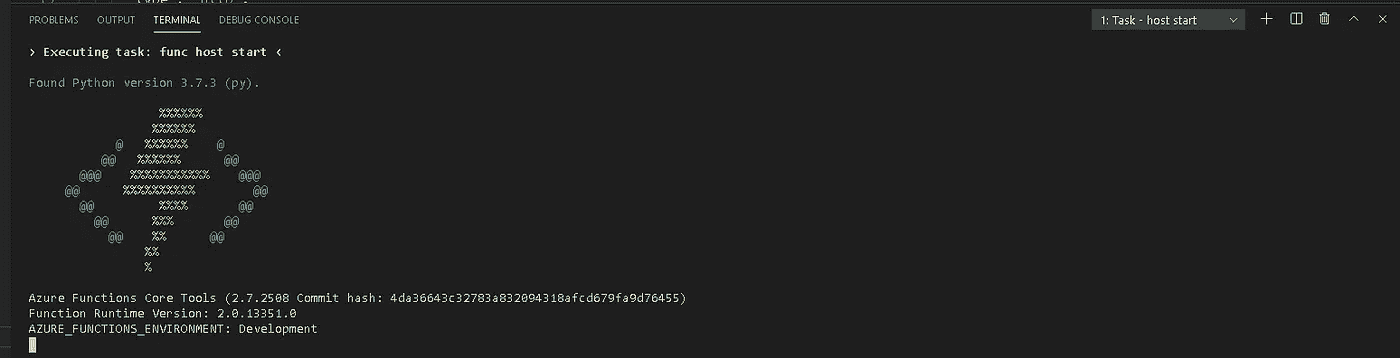 PROBLEMS OUTPUT TERMINAL DEBUG CONSOLE 1: Task - host start
> Executing task: func host start <
Found Python version 3.7.3 (py).
%%%%%%
%%%%%%
@ %%%%%% @
@@ %%%%%% @@
@@@ %%%%%%%%%%% @@@
@@ %%%%%%%%%% @@
@@ %%%% @@
@@ %%% @@
@@ %% @@
%%
%
Azure Functions Core Tools (2.7.2508 Commit hash: 4da36643c32783a832094318afcd679fa9d76455)
Function Runtime Version: 2.0.13351.0
AZURE_FUNCTIONS_ENVIRONMENT: Development